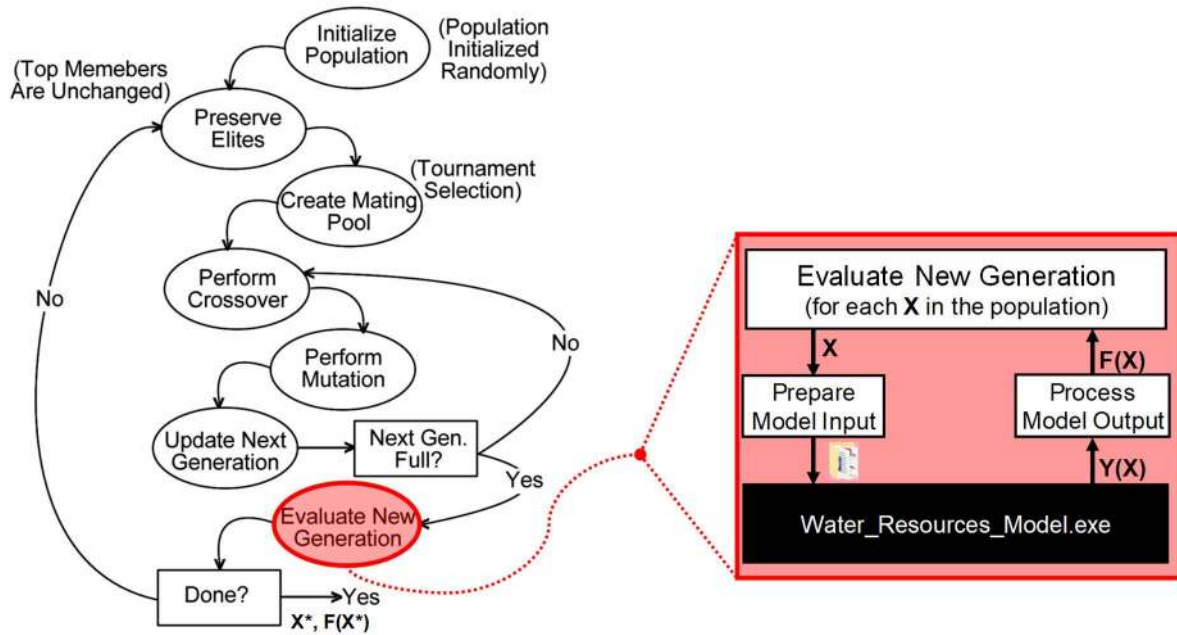 Initialize
Population
(Population
Initialized
Randomly)
(Top Memebers
Are Unchanged)
Preserve
Elites
(Tournament
Selection)
Create Mating
Pool
Perform
Crossover
No
No
Perform
Mutation
Update Next
Generation
Next Gen.
Full?
Yes
Evaluate New
Generation
Done?
Yes
X*, F(X*)
Evaluate New Generation
(for each X in the population)
X
F(X)
Prepare
Model Input
Process
Model Output
Y(X)
Water_Resources_Model.exe